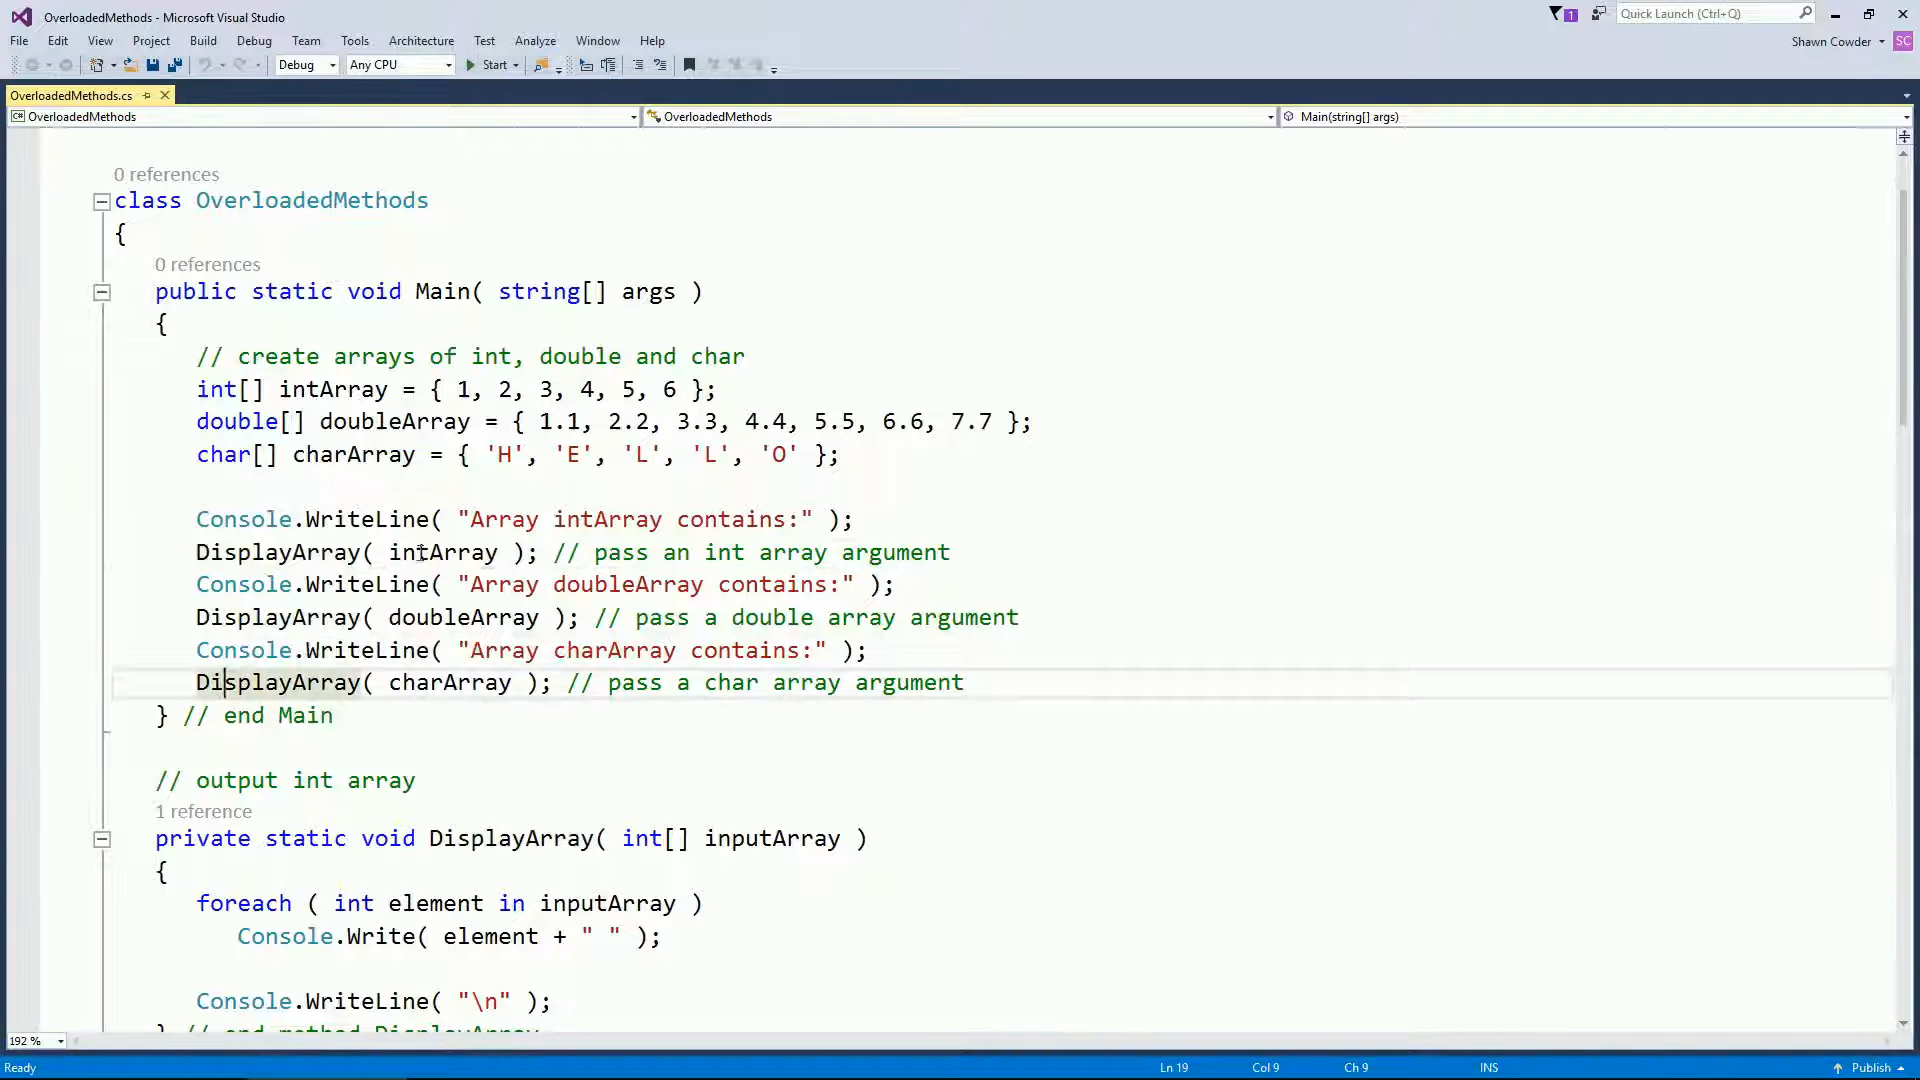 OverloadedMethods - Microsoft Visual Studio
1
Quick Launch (Ctrl+Q)
File Edit View Project Build Debug Team Tools Architecture Test Analyze Window Help
Shawn Cowder SC
Debug Any CPU Start
OverloadedMethods.cs
C# OverloadedMethods OverloadedMethods Main(string[] args)
0 references
class OverloadedMethods
{
0 references
public static void Main( string[] args )
{
// create arrays of int, double and char
int[] intArray = { 1, 2, 3, 4, 5, 6 };
double[] doubleArray = { 1.1, 2.2, 3.3, 4.4, 5.5, 6.6, 7.7 };
char[] charArray = { 'H', 'E', 'L', 'L', 'O' };
Console.WriteLine( "Array intArray contains:" );
DisplayArray( intArray ); // pass an int array argument
Console.WriteLine( "Array doubleArray contains:" );
DisplayArray( doubleArray ); // pass a double array argument
Console.WriteLine( "Array charArray contains:" );
DisplayArray( charArray ); // pass a char array argument
} // end Main
// output int array
1 reference
private static void DisplayArray( int[] inputArray )
{
foreach ( int element in inputArray )
Console.Write( element + " " );
Console.WriteLine( "\n" );
} // end method DisplayArray
192 %
Ready Ln 19 Col 9 Ch 9 INS Publish